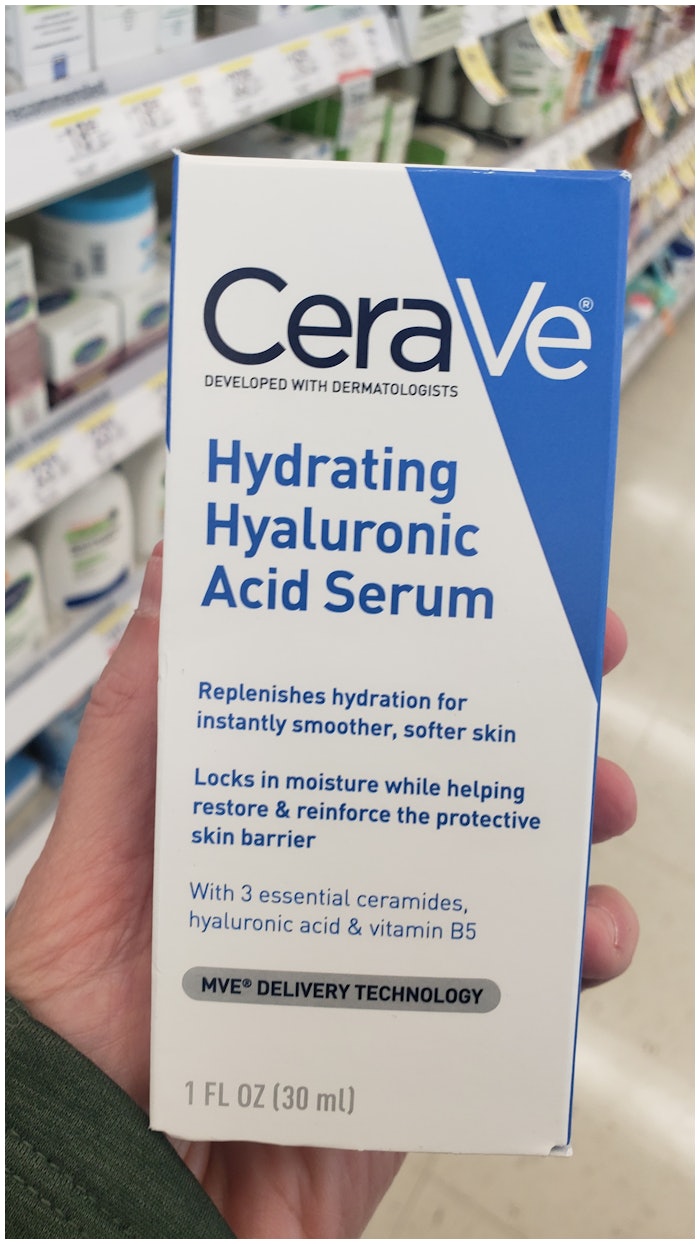 CeraVe®
DEVELOPED WITH DERMATOLOGISTS
Hydrating
Hyaluronic
Acid Serum
Replenishes hydration for
instantly smoother, softer skin
Locks in moisture while helping
restore & reinforce the protective
skin barrier
With 3 essential ceramides,
hyaluronic acid & vitamin B5
MVE® DELIVERY TECHNOLOGY
1 FL OZ (30 ml)